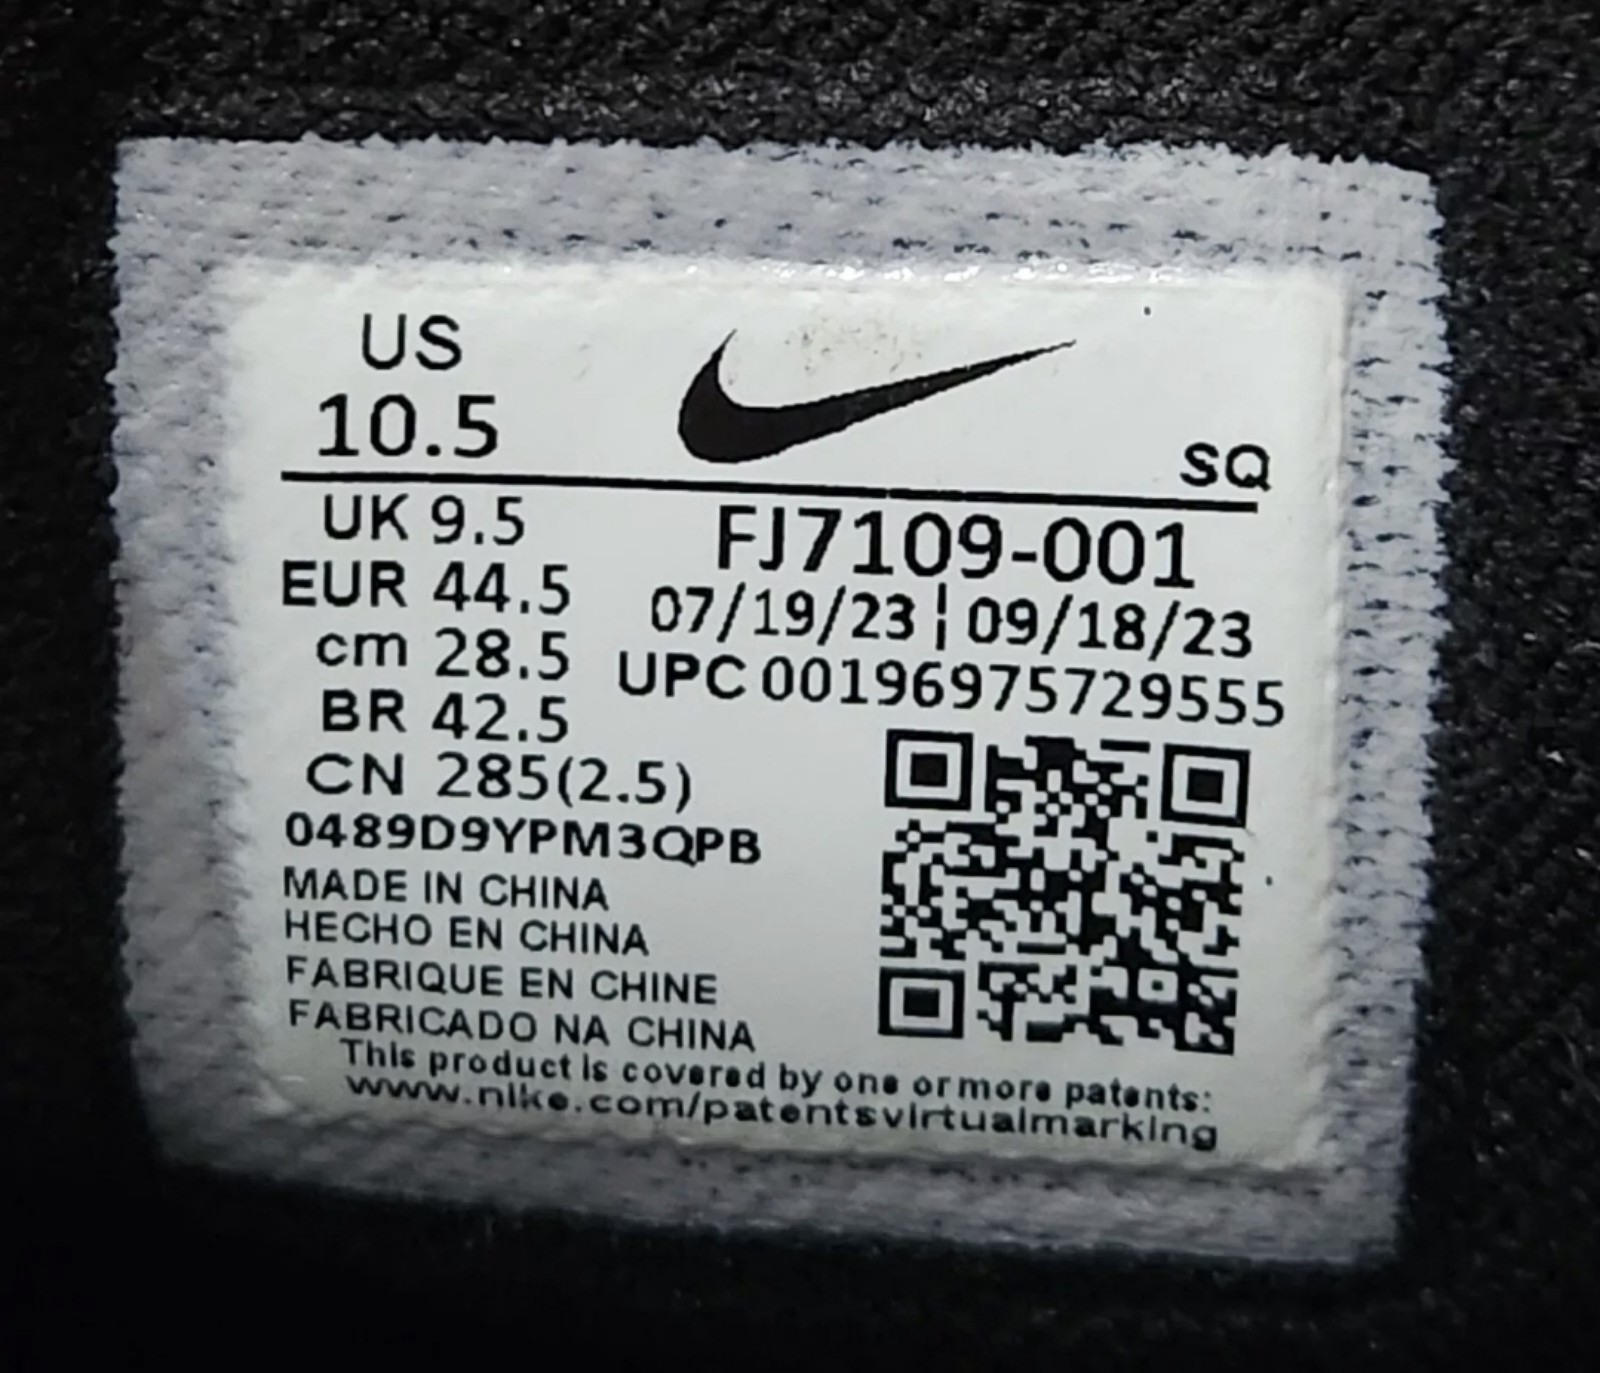 US
10.5
SQ
UK 9.5
EUR 44.5
cm 28.5
BR 42.5
CN 285(2.5)
FJ7109-001
07/19/23 ¦ 09/18/23
UPC 00196975729555
0489D9YPM3QPB
MADE IN CHINA
HECHO EN CHINA
FABRIQUE EN CHINE
FABRICADO NA CHINA
This product is covered by one or more patents:
www.nike.com/patentsvirtualmarking